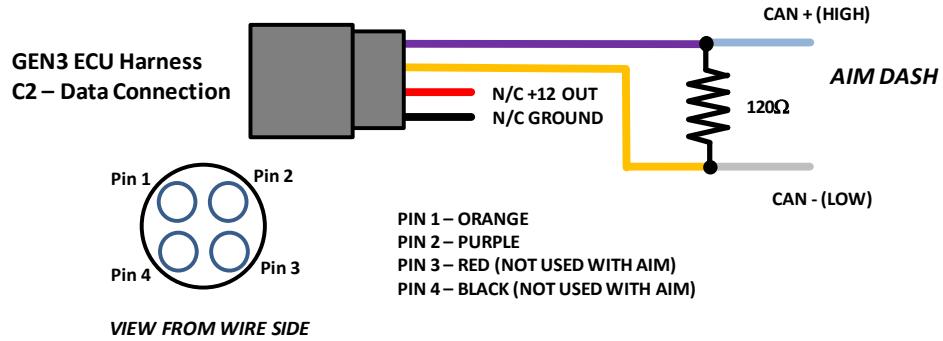 CAN + (HIGH)
GEN3 ECU Harness
C2 – Data Connection
AIM DASH
N/C +12 OUT
120Ω
N/C GROUND
Pin 1
Pin 2
CAN - (LOW)
PIN 1 – ORANGE
PIN 2 – PURPLE
Pin 4
Pin 3
PIN 3 – RED (NOT USED WITH AIM)
PIN 4 – BLACK (NOT USED WITH AIM)
VIEW FROM WIRE SIDE